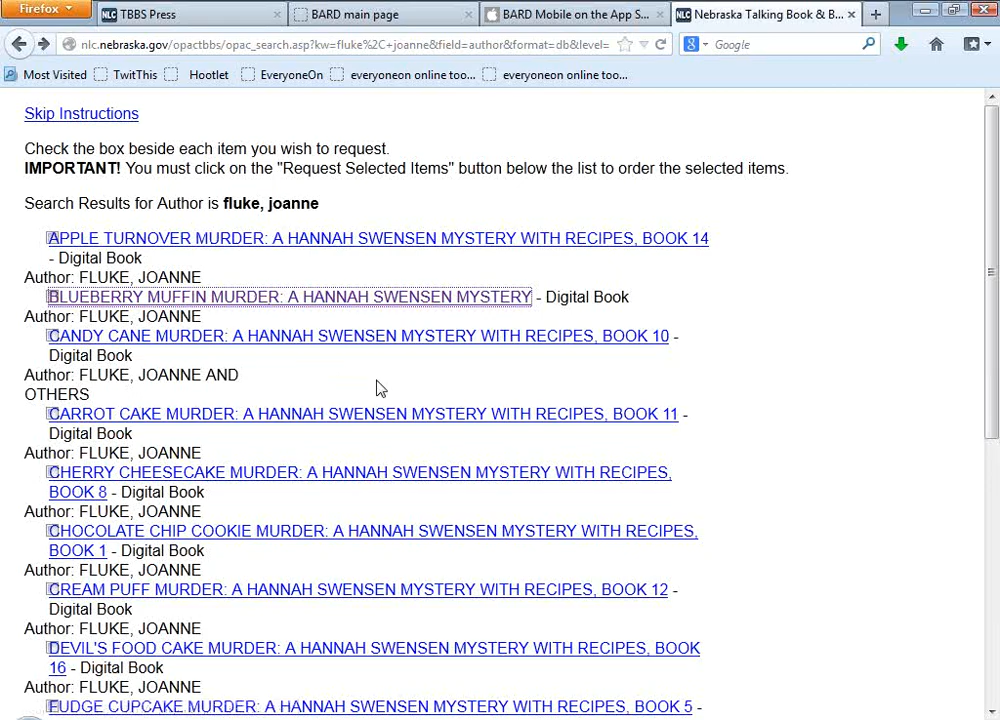 Firefox
TBBS Press
BARD main page
BARD Mobile on the App S...
Nebraska Talking Book & B...
nlc.nebraska.gov/opactbbs/opac_search.asp?kw=fluke%2C+joanne&field=author&format=db&level=
Google
Most Visited
TwitThis
Hootlet
EveryoneOn
everyoneon online too...
everyoneon online too...
Skip Instructions
Check the box beside each item you wish to request.
IMPORTANT! You must click on the "Request Selected Items" button below the list to order the selected items.
Search Results for Author is fluke, joanne
APPLE TURNOVER MURDER: A HANNAH SWENSEN MYSTERY WITH RECIPES, BOOK 14
- Digital Book
Author: FLUKE, JOANNE
BLUEBERRY MUFFIN MURDER: A HANNAH SWENSEN MYSTERY - Digital Book
Author: FLUKE, JOANNE
CANDY CANE MURDER: A HANNAH SWENSEN MYSTERY WITH RECIPES, BOOK 10 -
Digital Book
Author: FLUKE, JOANNE AND
OTHERS
CARROT CAKE MURDER: A HANNAH SWENSEN MYSTERY WITH RECIPES, BOOK 11 -
Digital Book
Author: FLUKE, JOANNE
CHERRY CHEESECAKE MURDER: A HANNAH SWENSEN MYSTERY WITH RECIPES,
BOOK 8 - Digital Book
Author: FLUKE, JOANNE
CHOCOLATE CHIP COOKIE MURDER: A HANNAH SWENSEN MYSTERY WITH RECIPES,
BOOK 1 - Digital Book
Author: FLUKE, JOANNE
CREAM PUFF MURDER: A HANNAH SWENSEN MYSTERY WITH RECIPES, BOOK 12 -
Digital Book
Author: FLUKE, JOANNE
DEVIL'S FOOD CAKE MURDER: A HANNAH SWENSEN MYSTERY WITH RECIPES, BOOK
16 - Digital Book
Author: FLUKE, JOANNE
FUDGE CUPCAKE MURDER: A HANNAH SWENSEN MYSTERY WITH RECIPES, BOOK 5 -